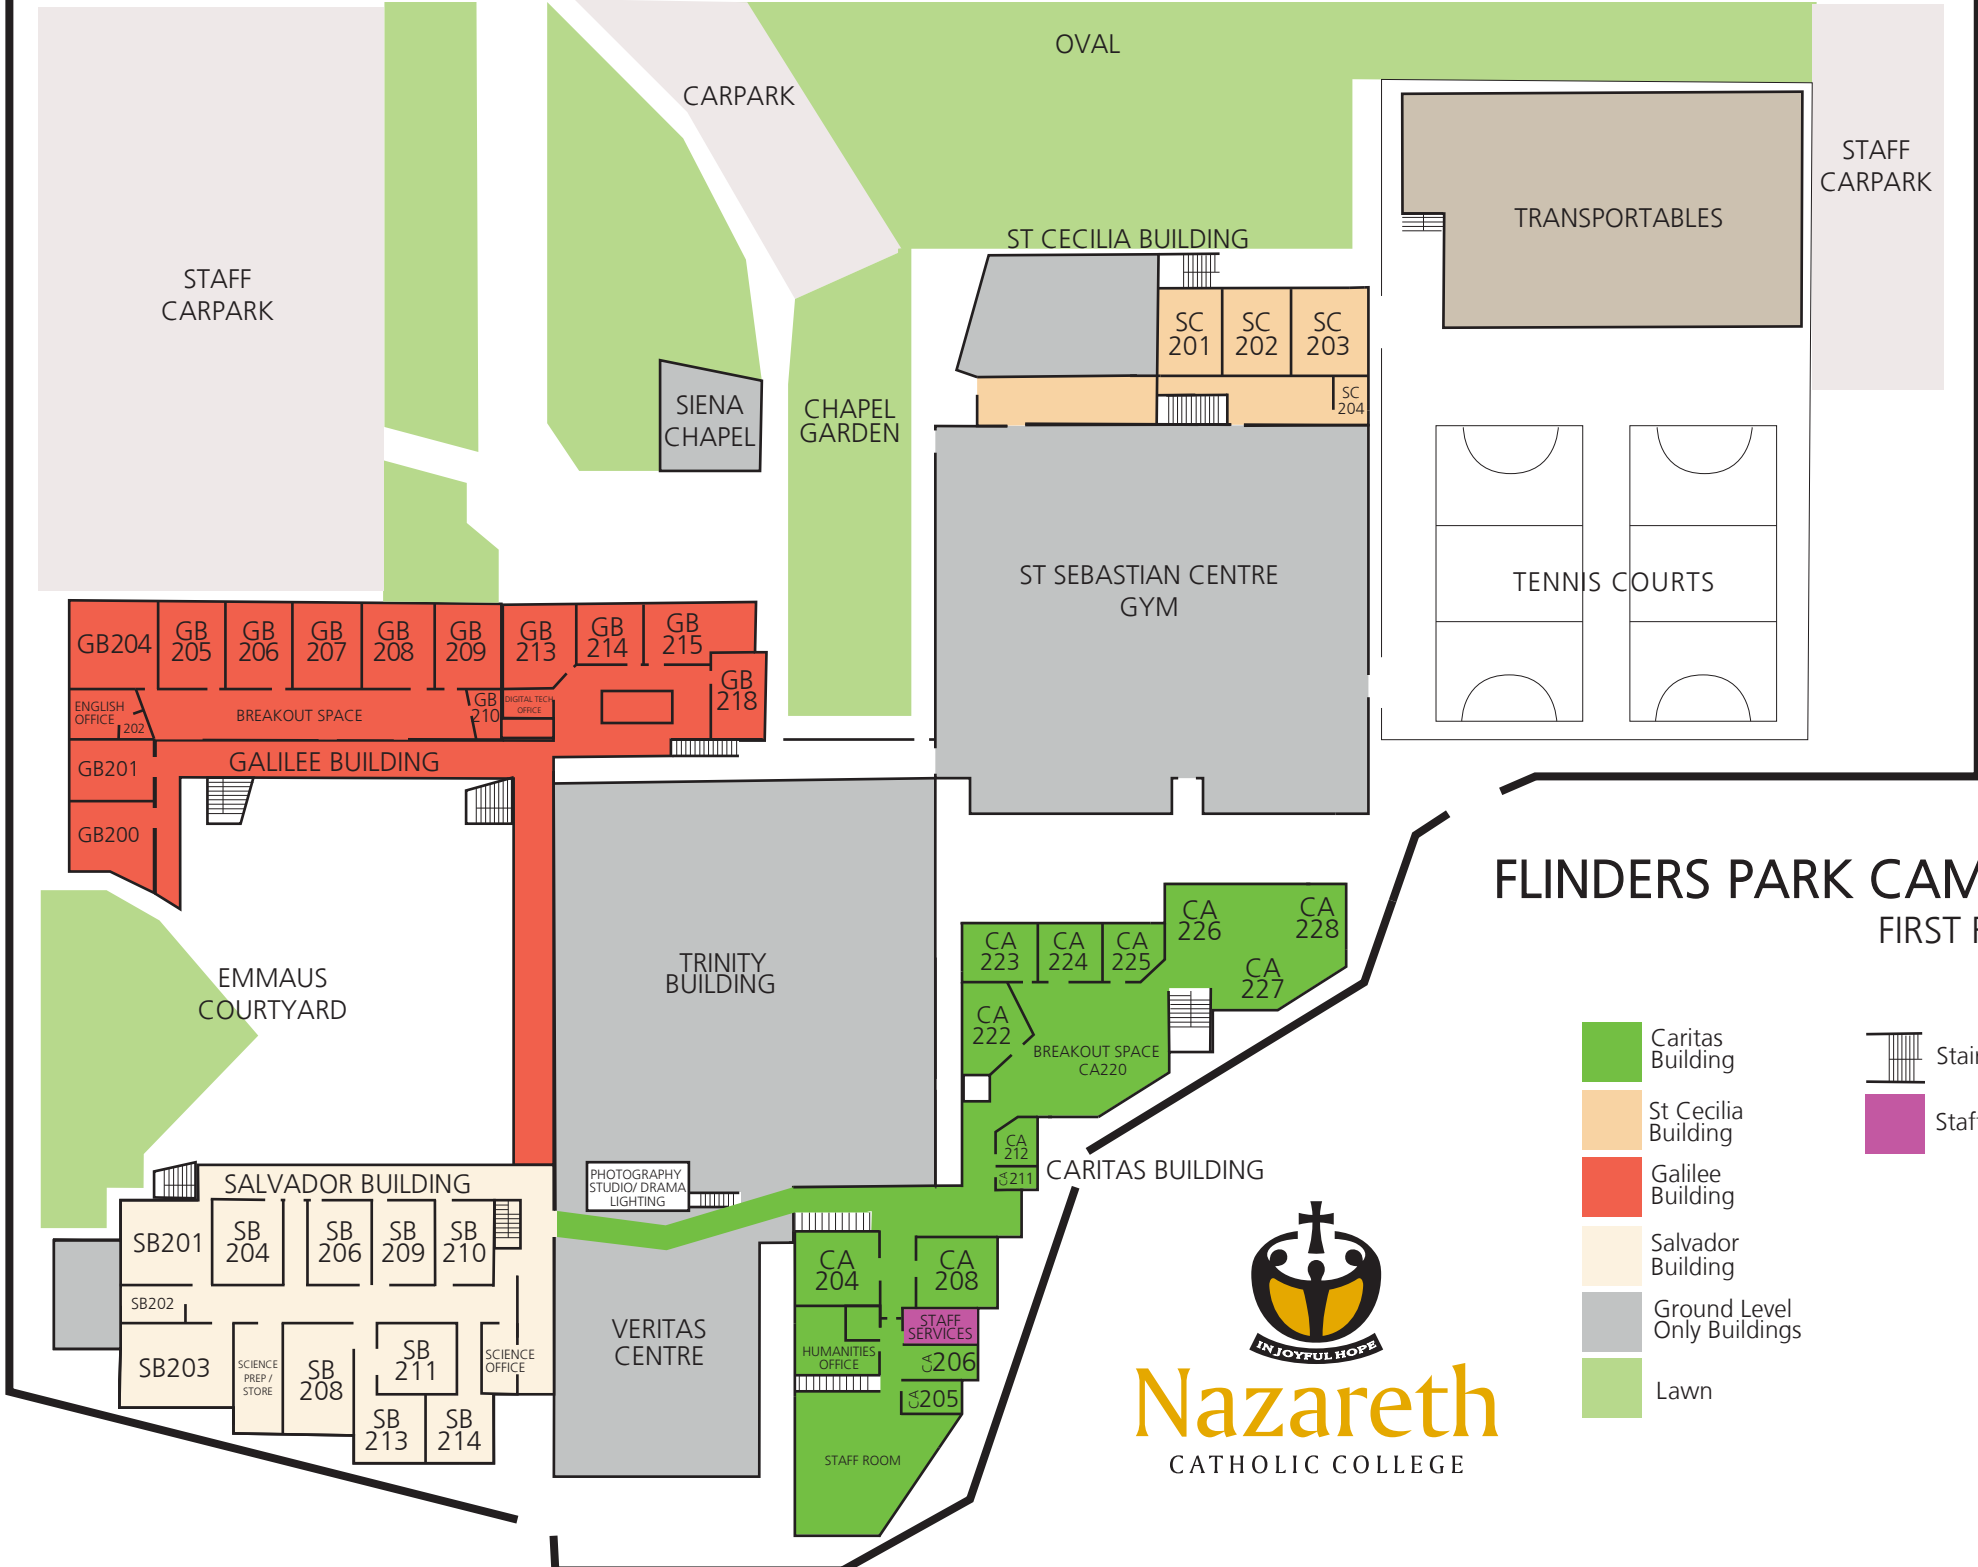 OVAL
CARPARK
STAFF
CARPARK
TRANSPORTABLES
ST CECILIA BUILDING
STAFF
CARPARK
SC
201
SC
202
SC
203
SC
204
SIENA
CHAPEL
CHAPEL
GARDEN
ST SEBASTIAN CENTRE
GYM
TENNIS COURTS
GB204
GB
205
GB
206
GB
207
GB
208
GB
209
GB
213
GB
214
GB
215
GB
218
ENGLISH
OFFICE
202
BREAKOUT SPACE
GB
210
DIGITAL TECH
OFFICE
GALILEE BUILDING
GB201
GB200
EMMAUS
COURTYARD
TRINITY
BUILDING
CA
223
CA
224
CA
225
CA
226
CA
228
CA
227
CA
222
BREAKOUT SPACE
CA220
CA
212
CA
211
CARITAS BUILDING
FLINDERS PARK CAM
FIRST F
Caritas
Building
St Cecilia
Building
Galilee
Building
Salvador
Building
Ground Level
Only Buildings
Lawn
Stair
Staff
PHOTOGRAPHY
STUDIO/ DRAMA
LIGHTING
SALVADOR BUILDING
SB201
SB
204
SB
206
SB
209
SB
210
SB202
SB203
SCIENCE
PREP /
STORE
SB
208
SB
211
SCIENCE
OFFICE
SB
213
SB
214
VERITAS
CENTRE
CA
204
CA
208
STAFF
SERVICES
HUMANITIES
OFFICE
CA
206
CA
205
STAFF ROOM
IN JOYFUL HOPE
Nazareth
CATHOLIC COLLEGE